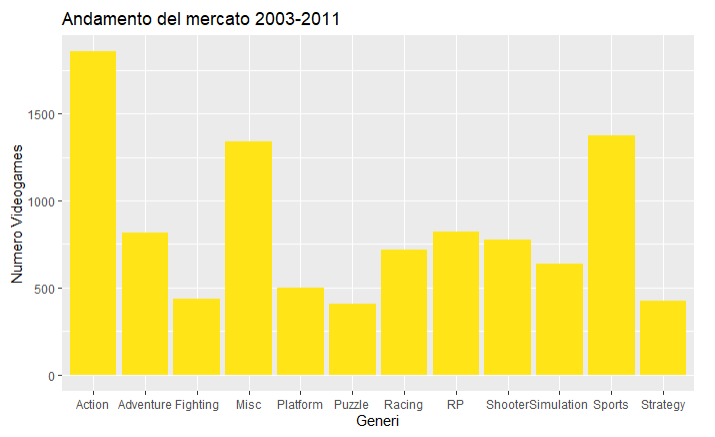 Andamento del mercato 2003-2011
Numero Videogames
1500
1000
500
0
Action Adventure Fighting Misc Platform Puzzle Racing RP Shooter Simulation Sports Strategy
Generi